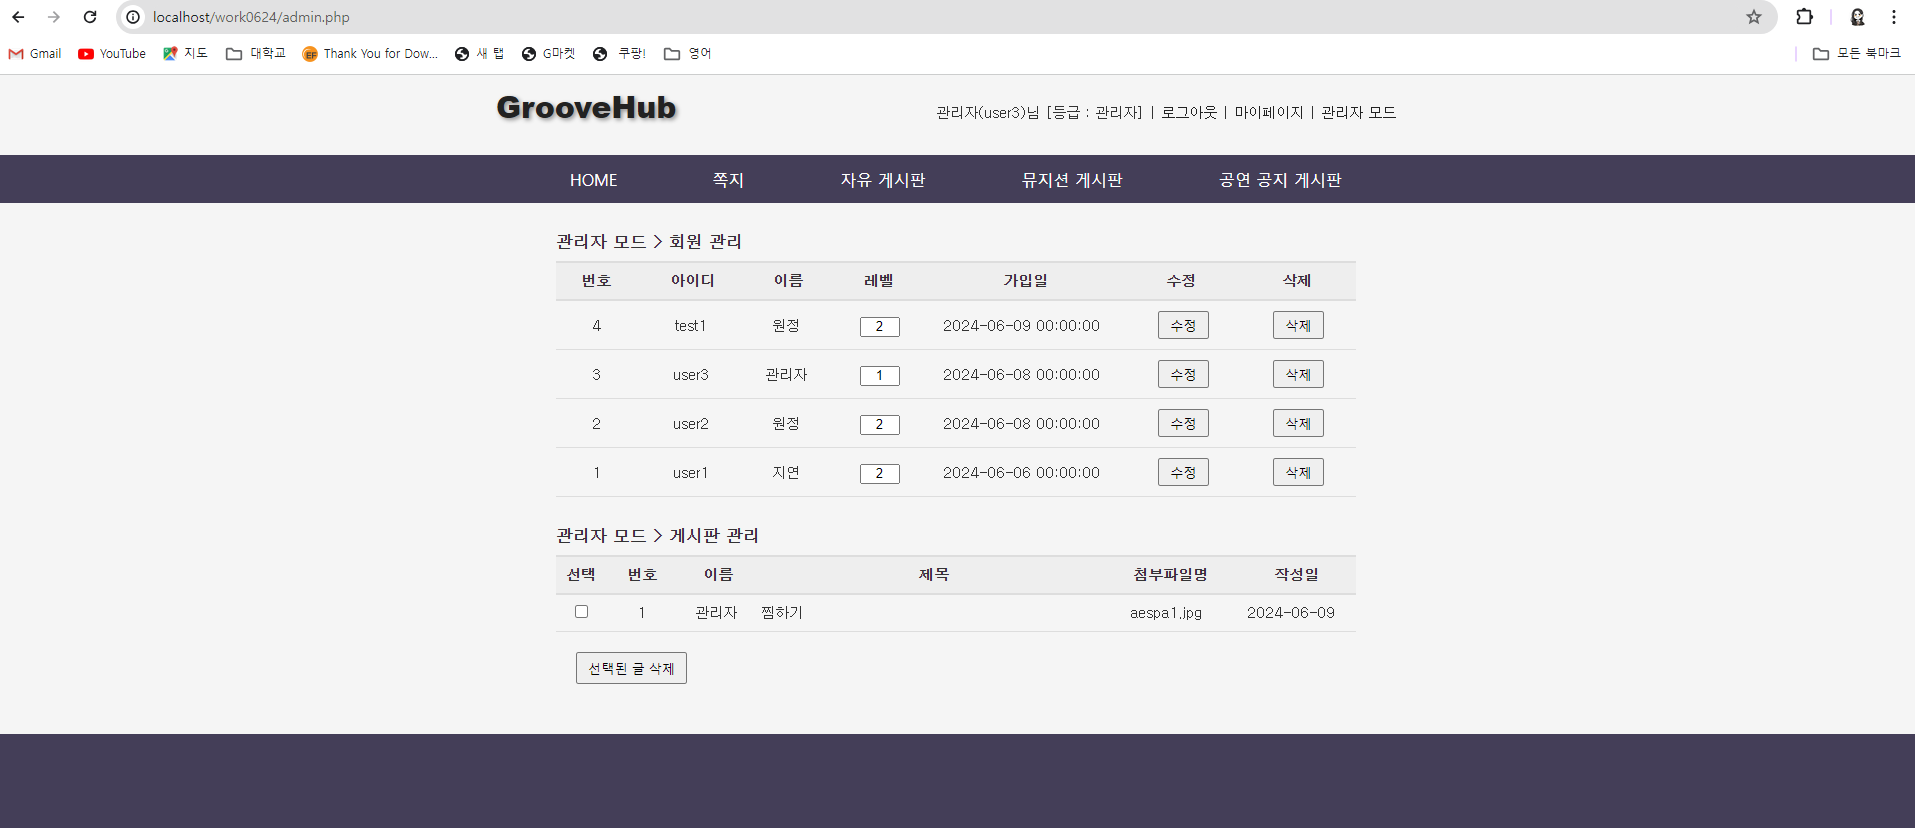 localhost/work0624/admin.php
Gmail YouTube 지도 대학교 Thank You for Dow... 새 탭 G마켓 쿠팡! 영어 모든 북마크
GrooveHub
관리자(user3)님 [등급 : 관리자] | 로그아웃 | 마이페이지 | 관리자 모드
HOME 쪽지 자유 게시판 뮤지션 게시판 공연 공지 게시판
관리자 모드 > 회원 관리
번호 아이디 이름 레벨 가입일 수정 삭제
4 test1 원정 2 2024-06-09 00:00:00 수정 삭제
3 user3 관리자 1 2024-06-08 00:00:00 수정 삭제
2 user2 원정 2 2024-06-08 00:00:00 수정 삭제
1 user1 지연 2 2024-06-06 00:00:00 수정 삭제
관리자 모드 > 게시판 관리
선택 번호 이름 제목 첨부파일명 작성일
1 관리자 찜하기 aespa1.jpg 2024-06-09
선택된 글 삭제